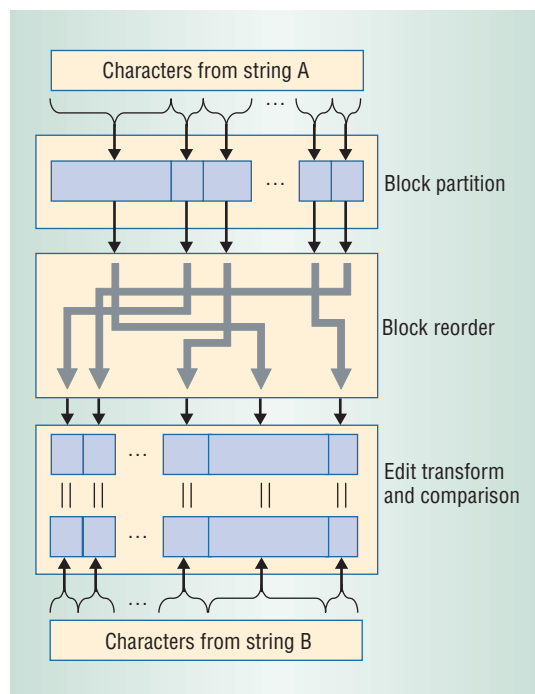 Characters from string A
...
Block partition
...
Block reorder
Edit transform
and comparison
...
...
...
Characters from string B